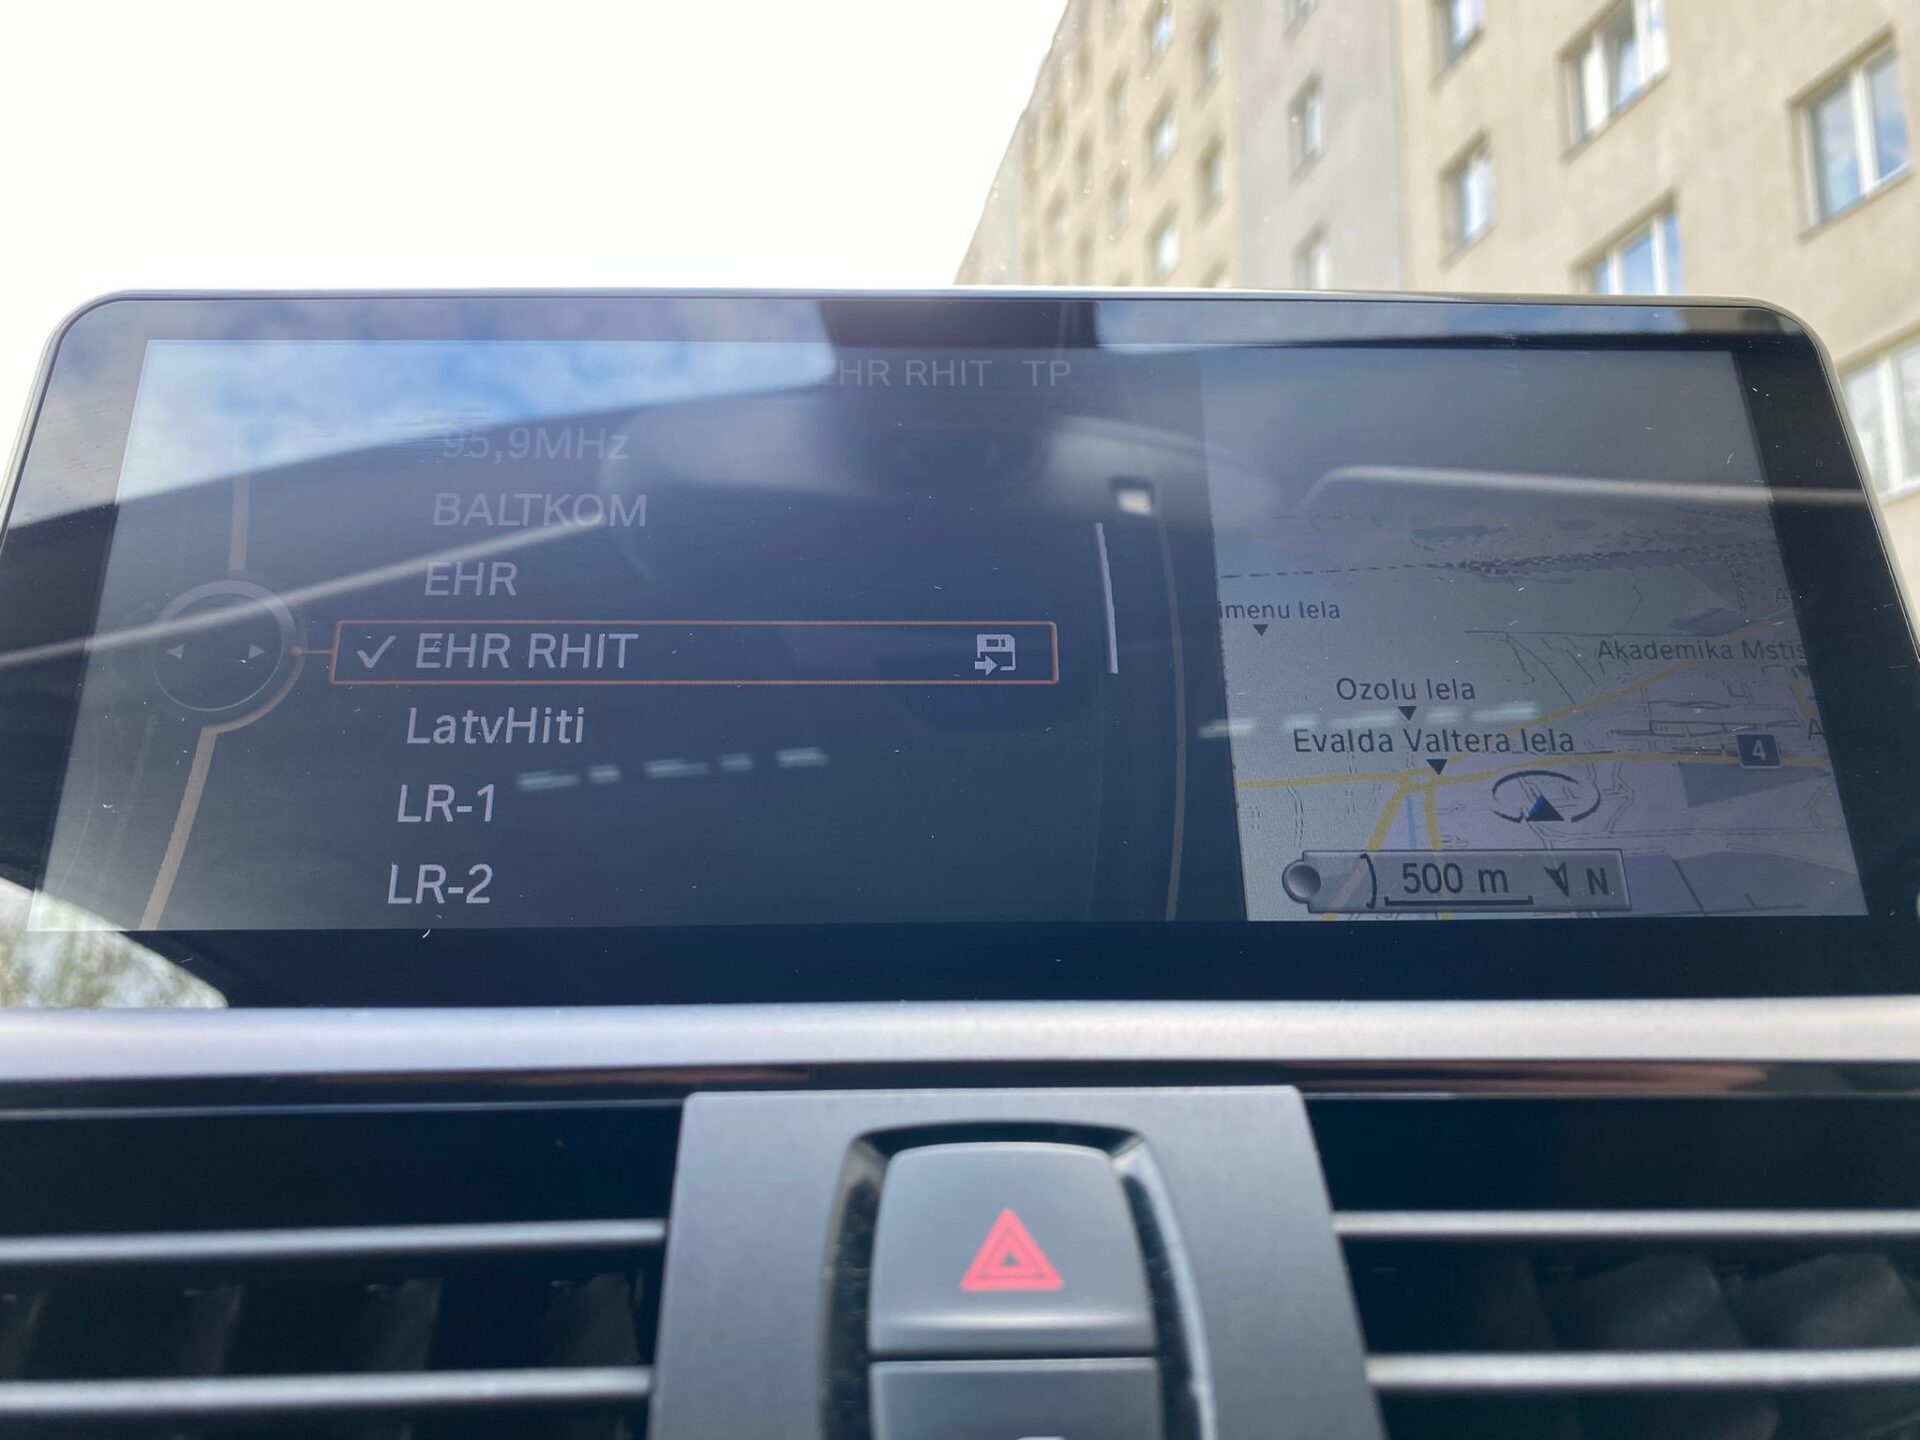 EHR RHIT TP
95,9MHz
BALTKOM
EHR
EHR RHIT
LatvHiti
LR-1
LR-2
imenu iela
Akademika Mstis
Ozolu iela
Evalda Valtera iela
4
500 m N